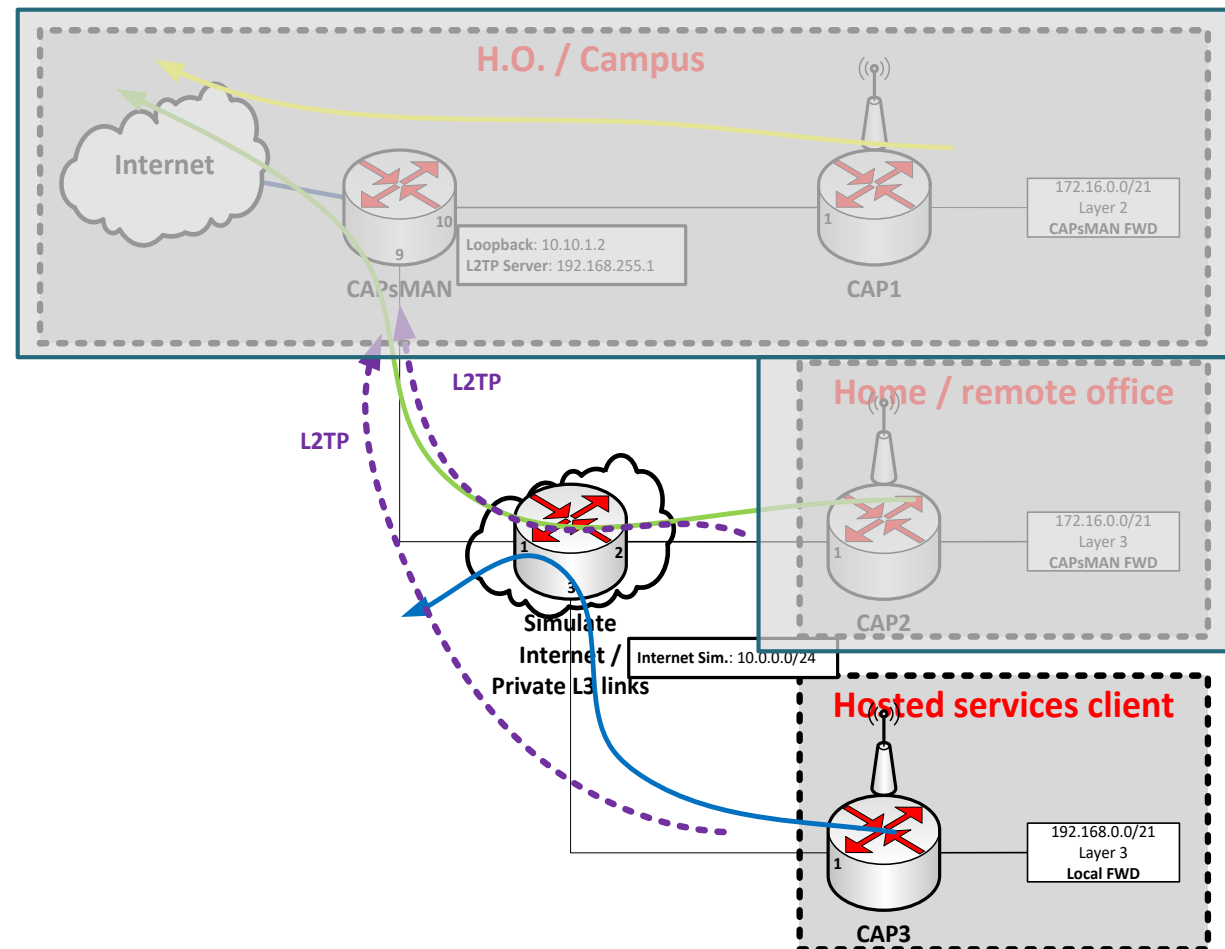 H.O. / Campus
Internet
172.16.0.0/21
Layer 2
CAPsMAN FWD
1
10
Loopback: 10.10.1.2
L2TP Server: 192.168.255.1
9
CAPsMAN
CAP1
L2TP
Home / remote office
L2TP
172.16.0.0/21
Layer 3
CAPsMAN FWD
1
2
1
3
CAP2
Simulate
Internet /
Private L3 links
Internet Sim.: 10.0.0.0/24
Hosted services client
192.168.0.0/21
Layer 3
Local FWD
1
CAP3